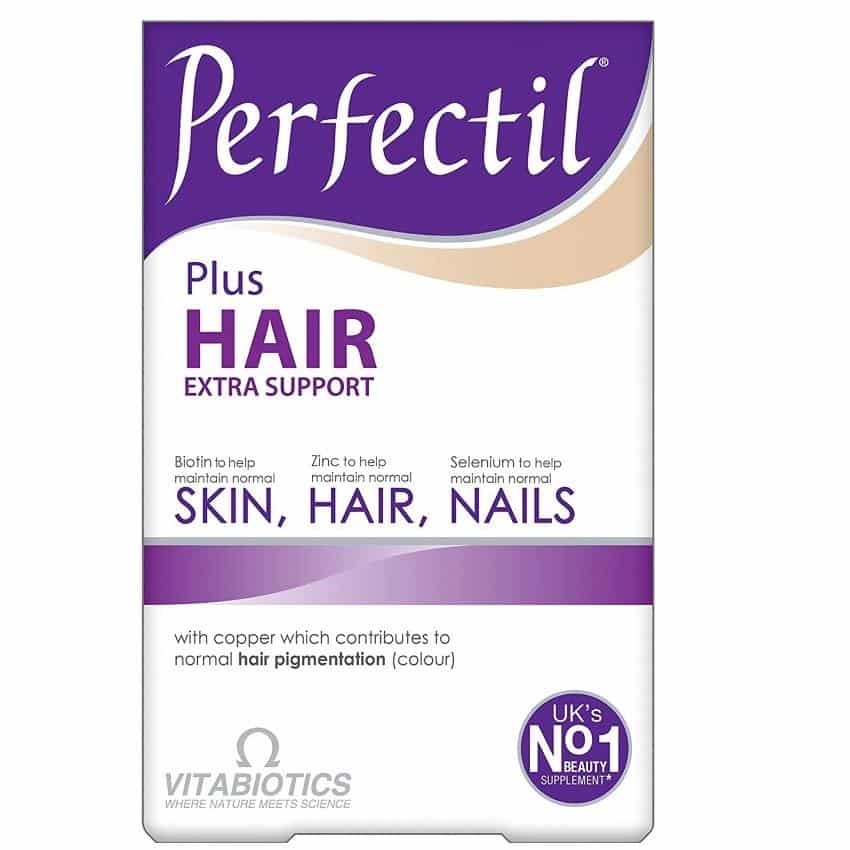 Perfectil®
Plus
HAIR
EXTRA SUPPORT
Biotin to help
maintain normal
SKIN,
Zinc to help
maintain normal
HAIR,
Selenium to help
maintain normal
NAILS
with copper which contributes to
normal hair pigmentation (colour)
VITABIOTICS
WHERE NATURE MEETS SCIENCE
UK's
No1
BEAUTY
SUPPLEMENT*